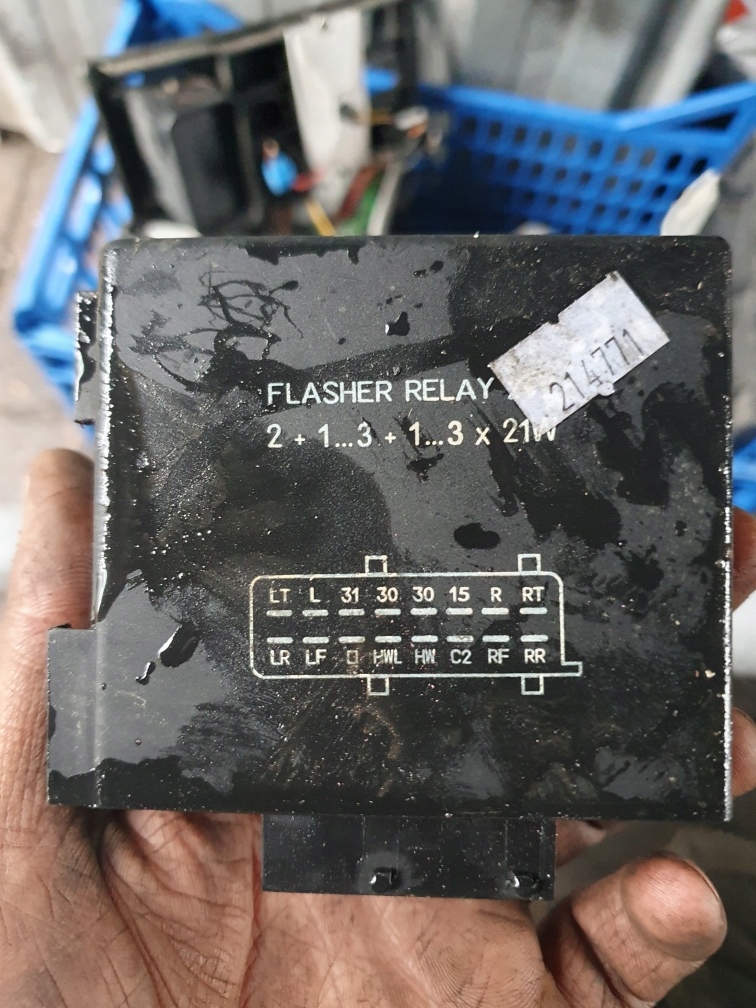 FLASHER RELAY
214771
2 + 1...3 + 1...3 x 21W
LT L 31 30 30 15 R RT
LR LF HWL HW C2 RF RR